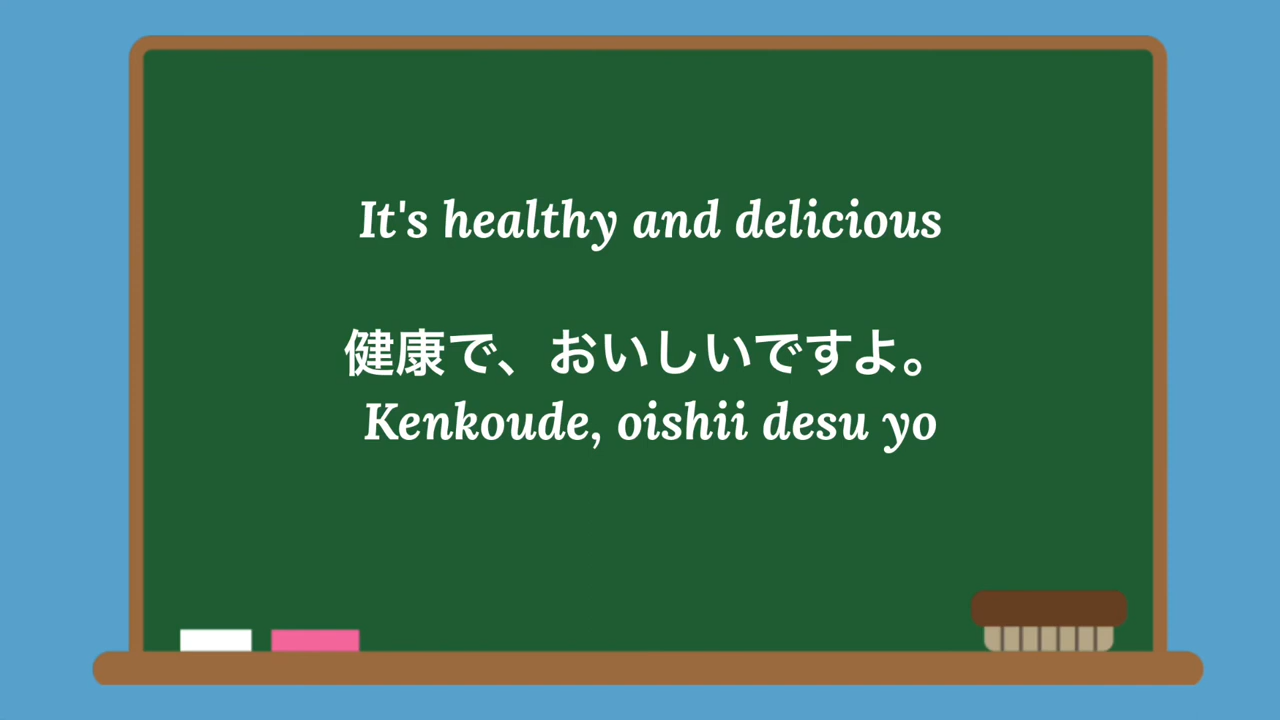 It's healthy and delicious
健康で、おいしいですよ。
Kenkoude, oishii desu yo